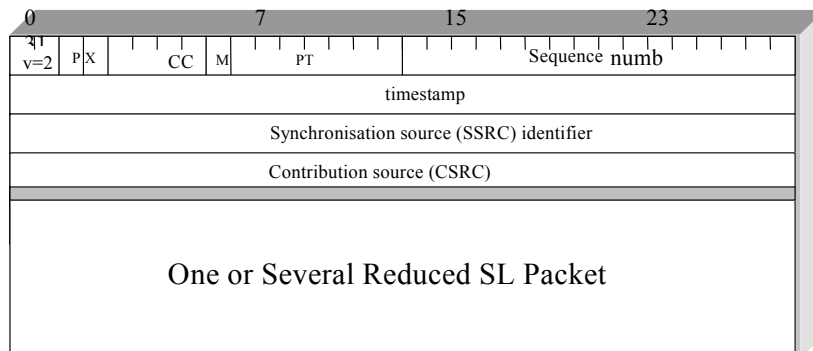 0 7 15 23
31
v=2 P X CC M PT Sequence numb
timestamp
Synchronisation source (SSRC) identifier
Contribution source (CSRC)
One or Several Reduced SL Packet